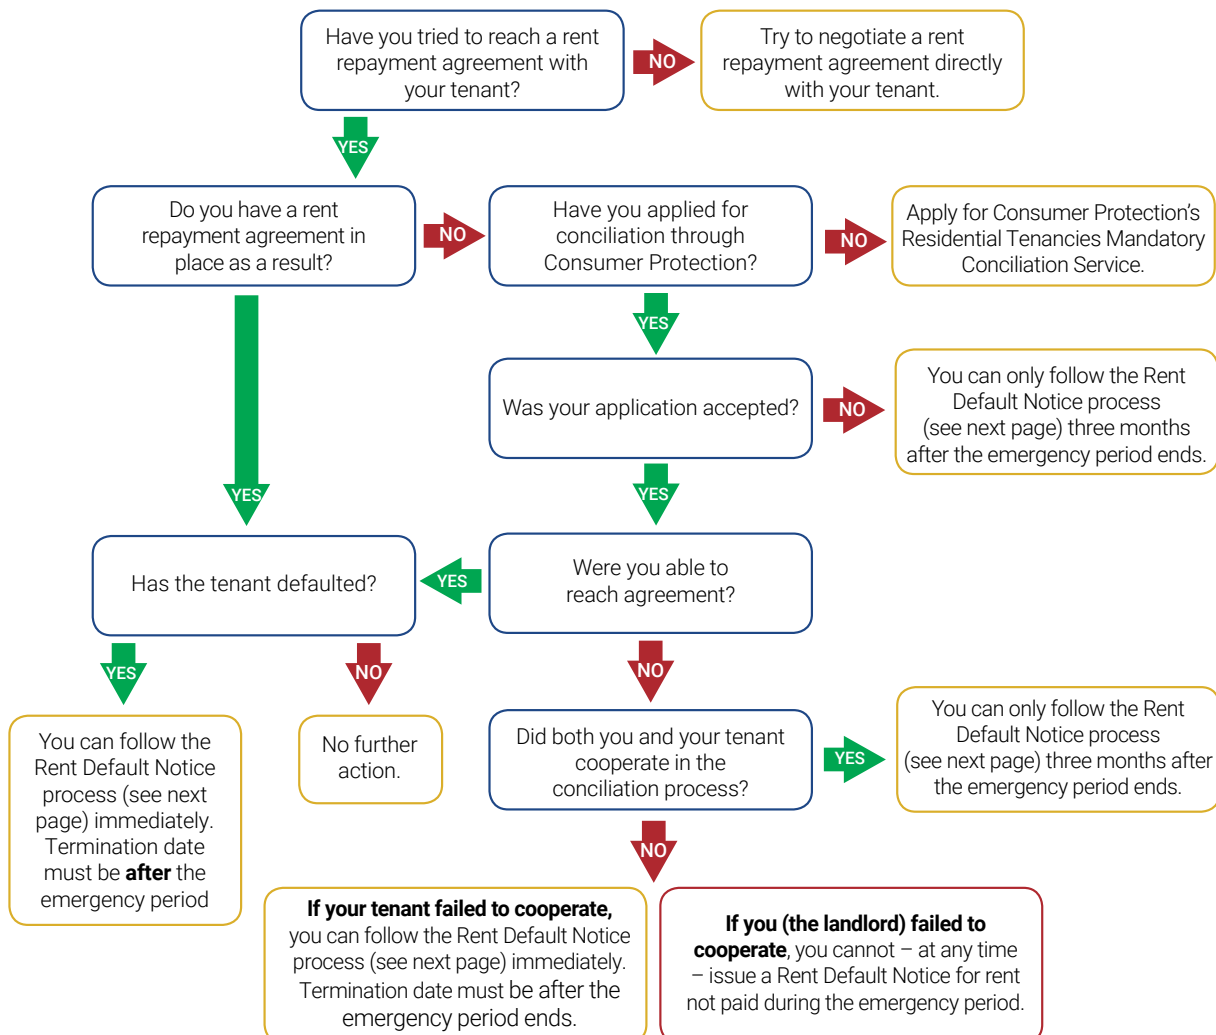 Have you tried to reach a rent
repayment agreement with
your tenant?
NO
Try to negotiate a rent
repayment agreement directly
with your tenant.
YES
Do you have a rent
repayment agreement in
place as a result?
NO
Have you applied for
conciliation through
Consumer Protection?
NO
Apply for Consumer Protection’s
Residential Tenancies Mandatory
Conciliation Service.
YES
YES
Was your application accepted?
NO
You can only follow the Rent
Default Notice process
(see next page) three months
after the emergency period ends.
YES
Has the tenant defaulted?
YES
Were you able to
reach agreement?
YES
NO
NO
You can follow the
Rent Default Notice
process (see next
page) immediately.
Termination date
must be after the
emergency period
No further
action.
Did both you and your tenant
cooperate in the
conciliation process?
YES
You can only follow the Rent
Default Notice process
(see next page) three months after
the emergency period ends.
NO
If your tenant failed to cooperate,
you can follow the Rent Default Notice
process (see next page) immediately.
Termination date must be after the
emergency period ends.
If you (the landlord) failed to
cooperate, you cannot – at any time
– issue a Rent Default Notice for rent
not paid during the emergency period.